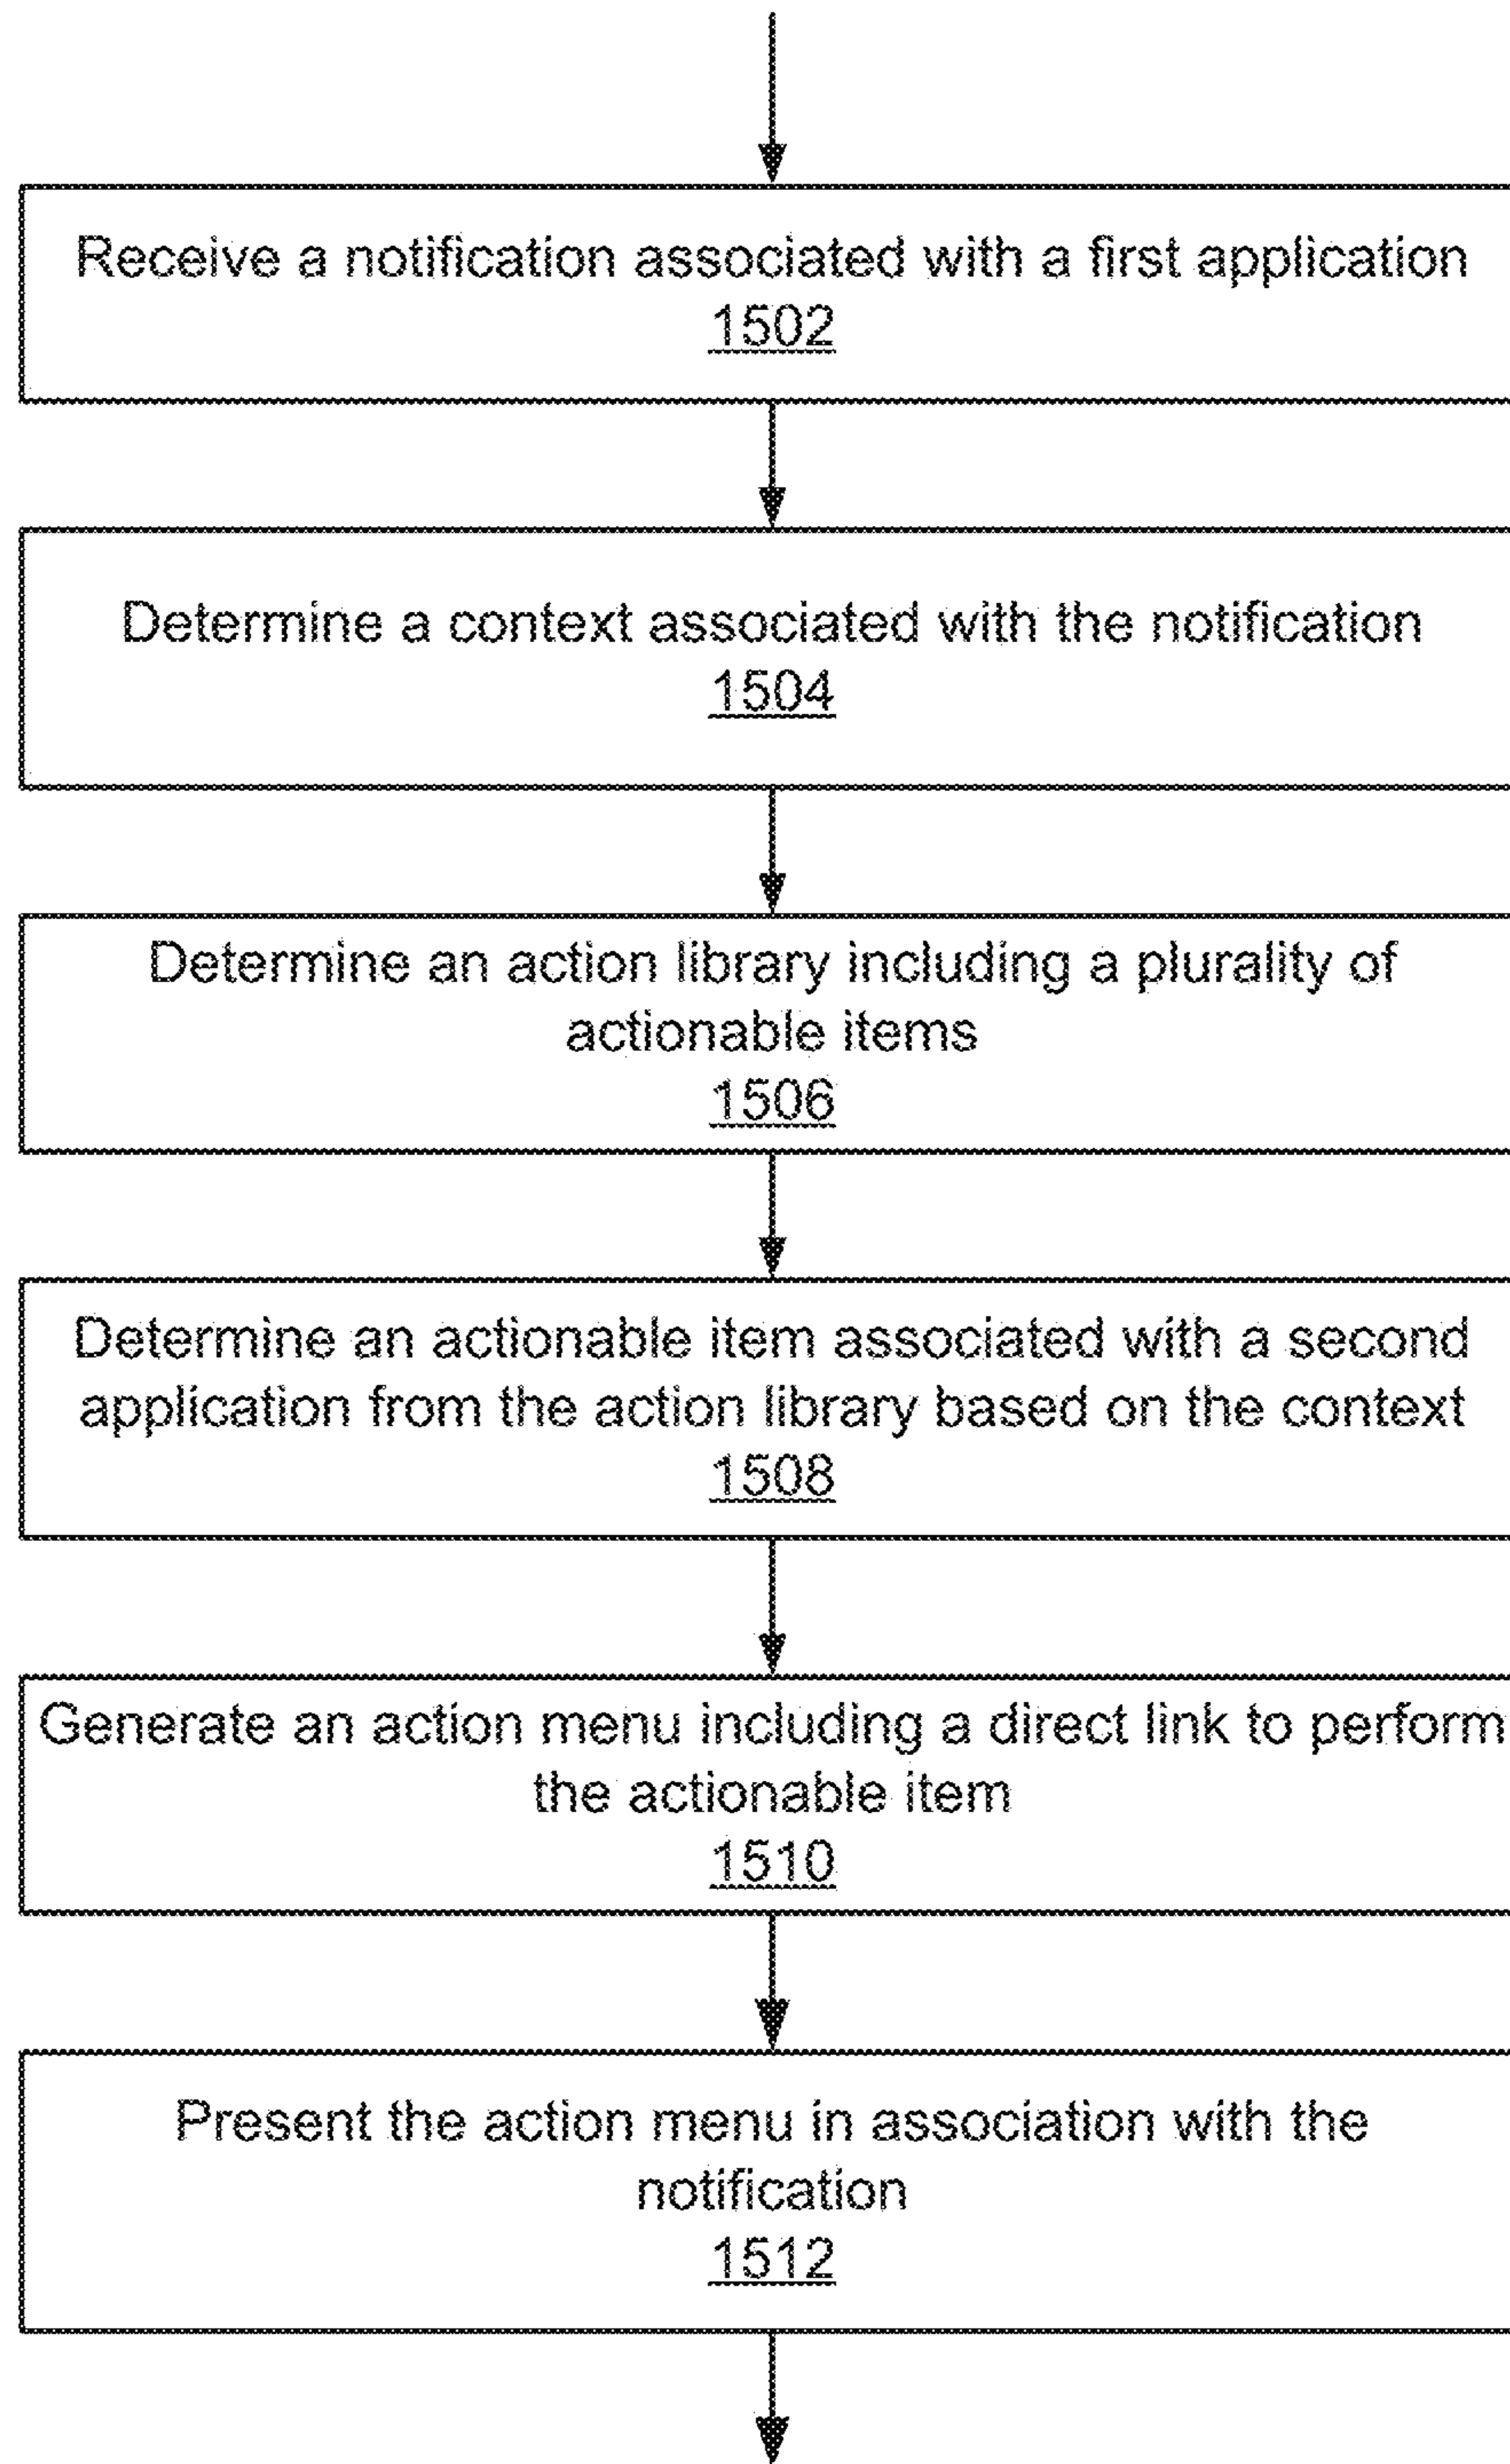 Receive a notification associated with a first application
1502
Determine a context associated with the notification
1504
Determine an action library including a plurality of
actionable items
1506
Determine an actionable item associated with a second
application from the action library based on the context
1508
Generate an action menu including a direct link to perform
the actionable item
1510
Present the action menu in association with the
notification
1512